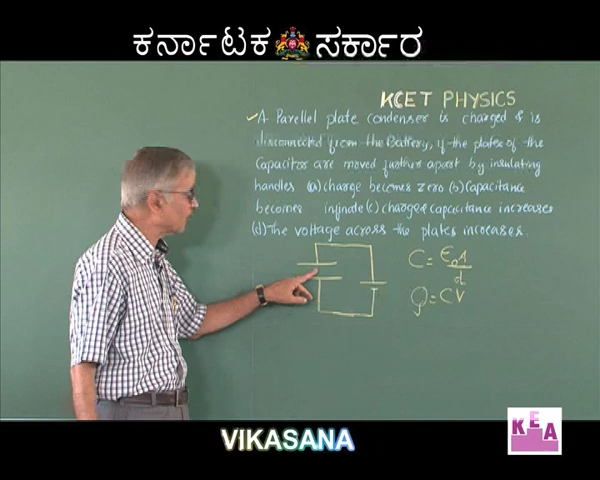 ಕರ್ನಾಟಕ ಸರ್ಕಾರ
KCET PHYSICS
A Parellel plate condenser is charged & is
disconnected from the Battery, if the plates of the
Capacitor are moved further apart by insulating
handles (a) charge becomes zero (b) Capacitance
becomes infinate (c) charge & capacitance increases
(d) The voltage across the plates increases.
C = ε₀A/d
Q = CV
VIKASANA
KEA